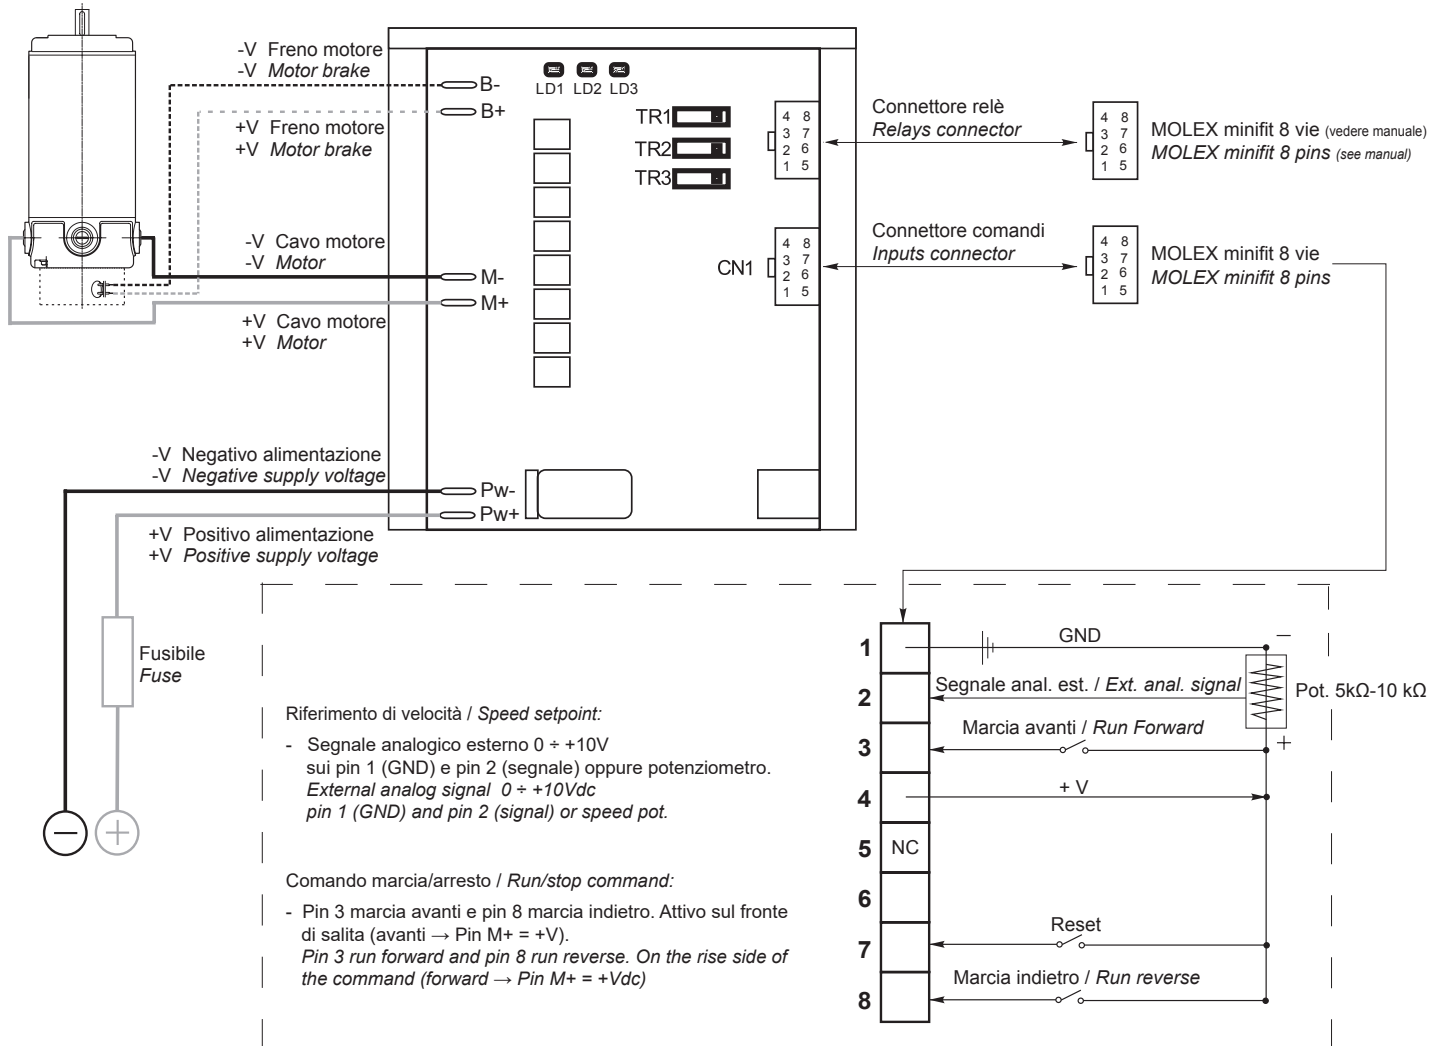 -V Freno motore
-V Motor brake
B-
B+
+V Freno motore
+V Motor brake
LD1 LD2 LD3
TR1
TR2
TR3
4 8
3 7
2 6
1 5
Connettore relè
Relays connector
4 8
3 7
2 6
1 5
MOLEX minifit 8 vie (vedere manuale)
MOLEX minifit 8 pins (see manual)
-V Cavo motore
-V Motor
M-
M+
+V Cavo motore
+V Motor
CN1
4 8
3 7
2 6
1 5
Connettore comandi
Inputs connector
4 8
3 7
2 6
1 5
MOLEX minifit 8 vie
MOLEX minifit 8 pins
-V Negativo alimentazione
-V Negative supply voltage
Pw-
Pw+
+V Positivo alimentazione
+V Positive supply voltage
Fusibile
Fuse
− +
Riferimento di velocità / Speed setpoint:
- Segnale analogico esterno 0 ÷ +10V
sui pin 1 (GND) e pin 2 (segnale) oppure potenziometro.
External analog signal 0 ÷ +10Vdc
pin 1 (GND) and pin 2 (signal) or speed pot.
Comando marcia/arresto / Run/stop command:
- Pin 3 marcia avanti e pin 8 marcia indietro. Attivo sul fronte
di salita (avanti → Pin M+ = +V).
Pin 3 run forward and pin 8 run reverse. On the rise side of
the command (forward → Pin M+ = +Vdc)
1 GND −
2 Segnale anal. est. / Ext. anal. signal
Pot. 5kΩ-10 kΩ
+
3 Marcia avanti / Run Forward
4 + V
5 NC
6
7 Reset
8 Marcia indietro / Run reverse